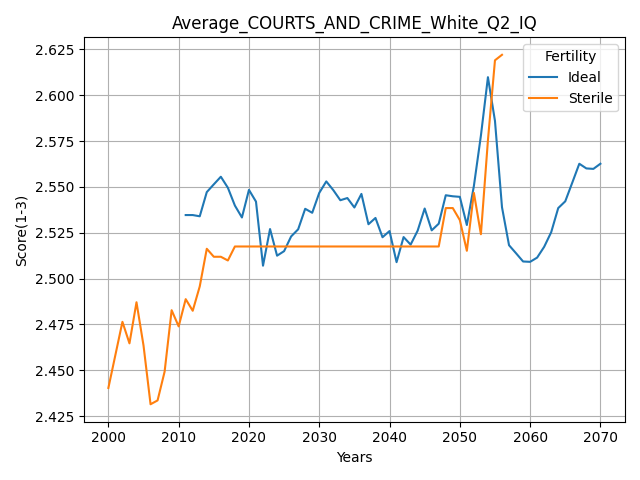 Average_COURTS_AND_CRIME_White_Q2_IQ
Fertility
Ideal
Sterile
Score(1-3)
2.625
2.600
2.575
2.550
2.525
2.500
2.475
2.450
2.425
2000 2010 2020 2030 2040 2050 2060 2070
Years